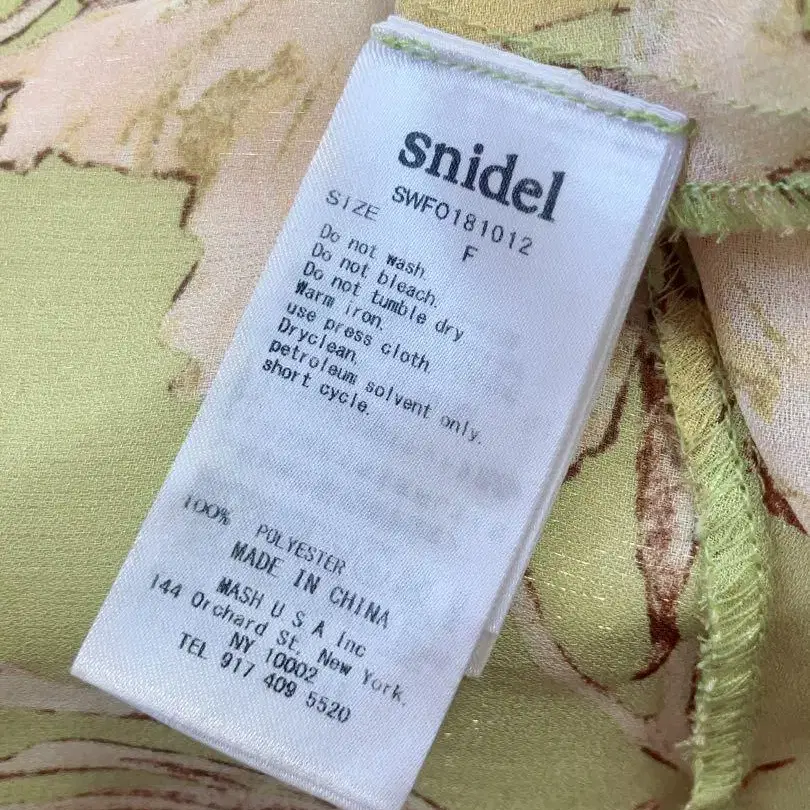 snidel
SWFO181012
SIZE F
Do not wash.
Do not bleach.
Do not tumble dry
Warm iron.
use press cloth
Dryclean.
petroleum solvent only.
short cycle.
100% POLYESTER
MADE IN CHINA
MASH U S A Inc
144 Orchard St. New York.
NY 10002
TEL 917 409 5520